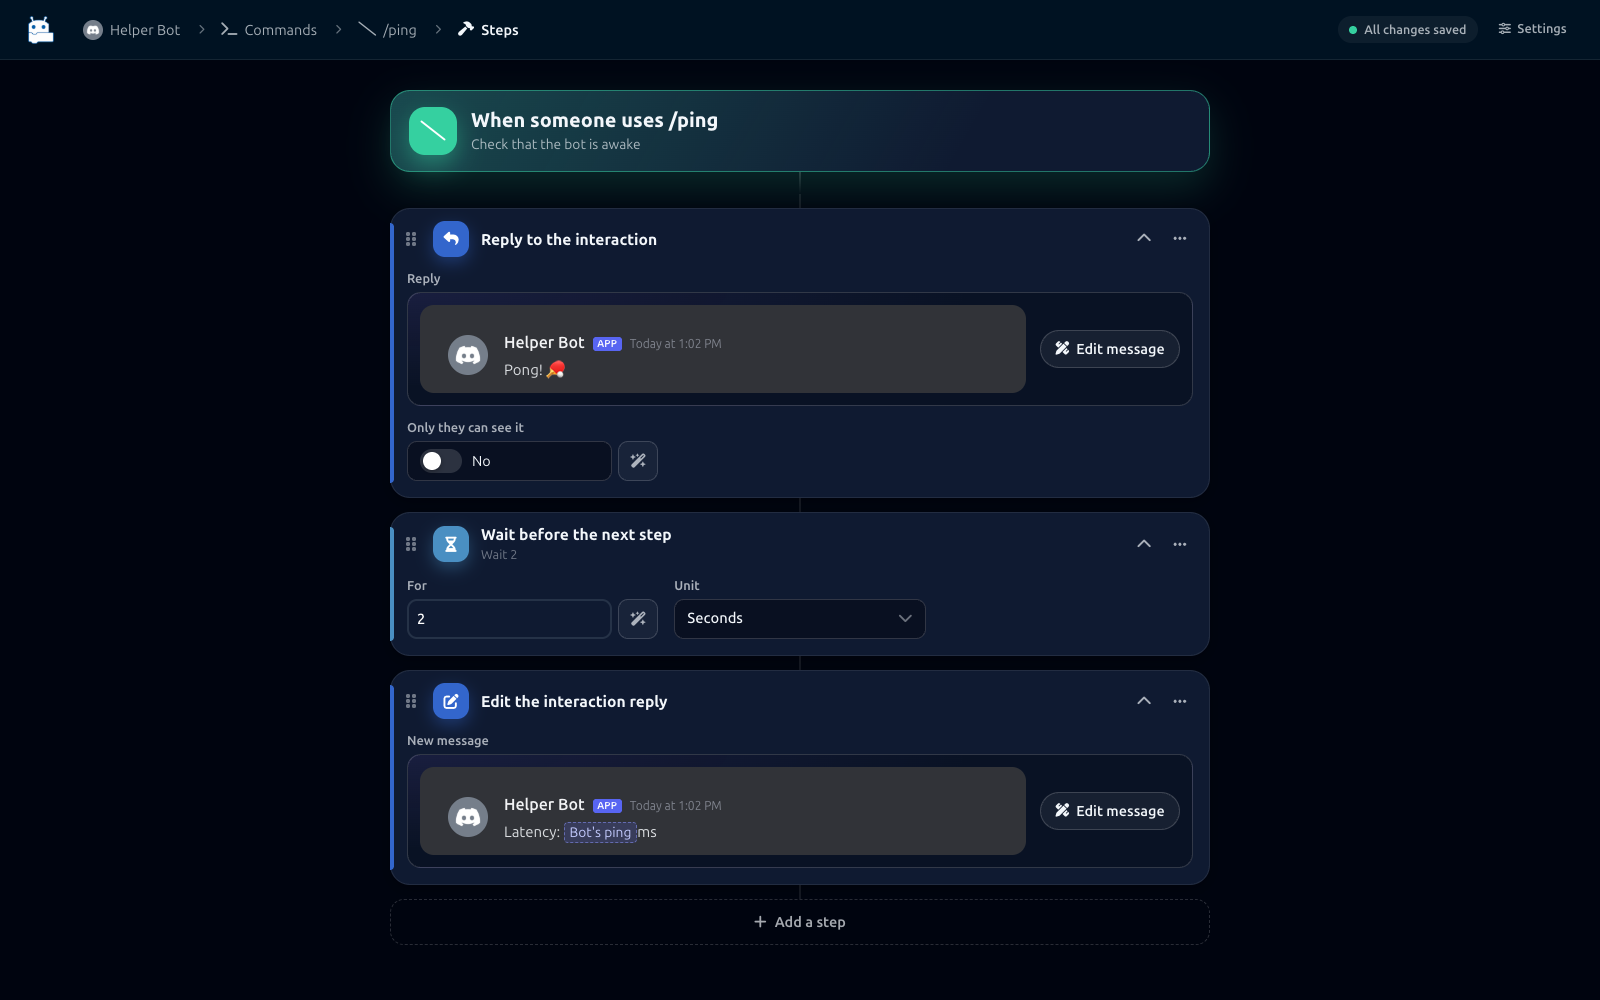 Helper Bot
Commands
/ping
Steps
All changes saved
Settings
When someone uses /ping
Check that the bot is awake
Reply to the interaction
Reply
Helper Bot APP Today at 1:02 PM
Pong! 🏓
Edit message
Only they can see it
No
Wait before the next step
Wait 2
For
Unit
2
Seconds
Edit the interaction reply
New message
Helper Bot APP Today at 1:02 PM
Latency: Bot's ping ms
Edit message
Add a step